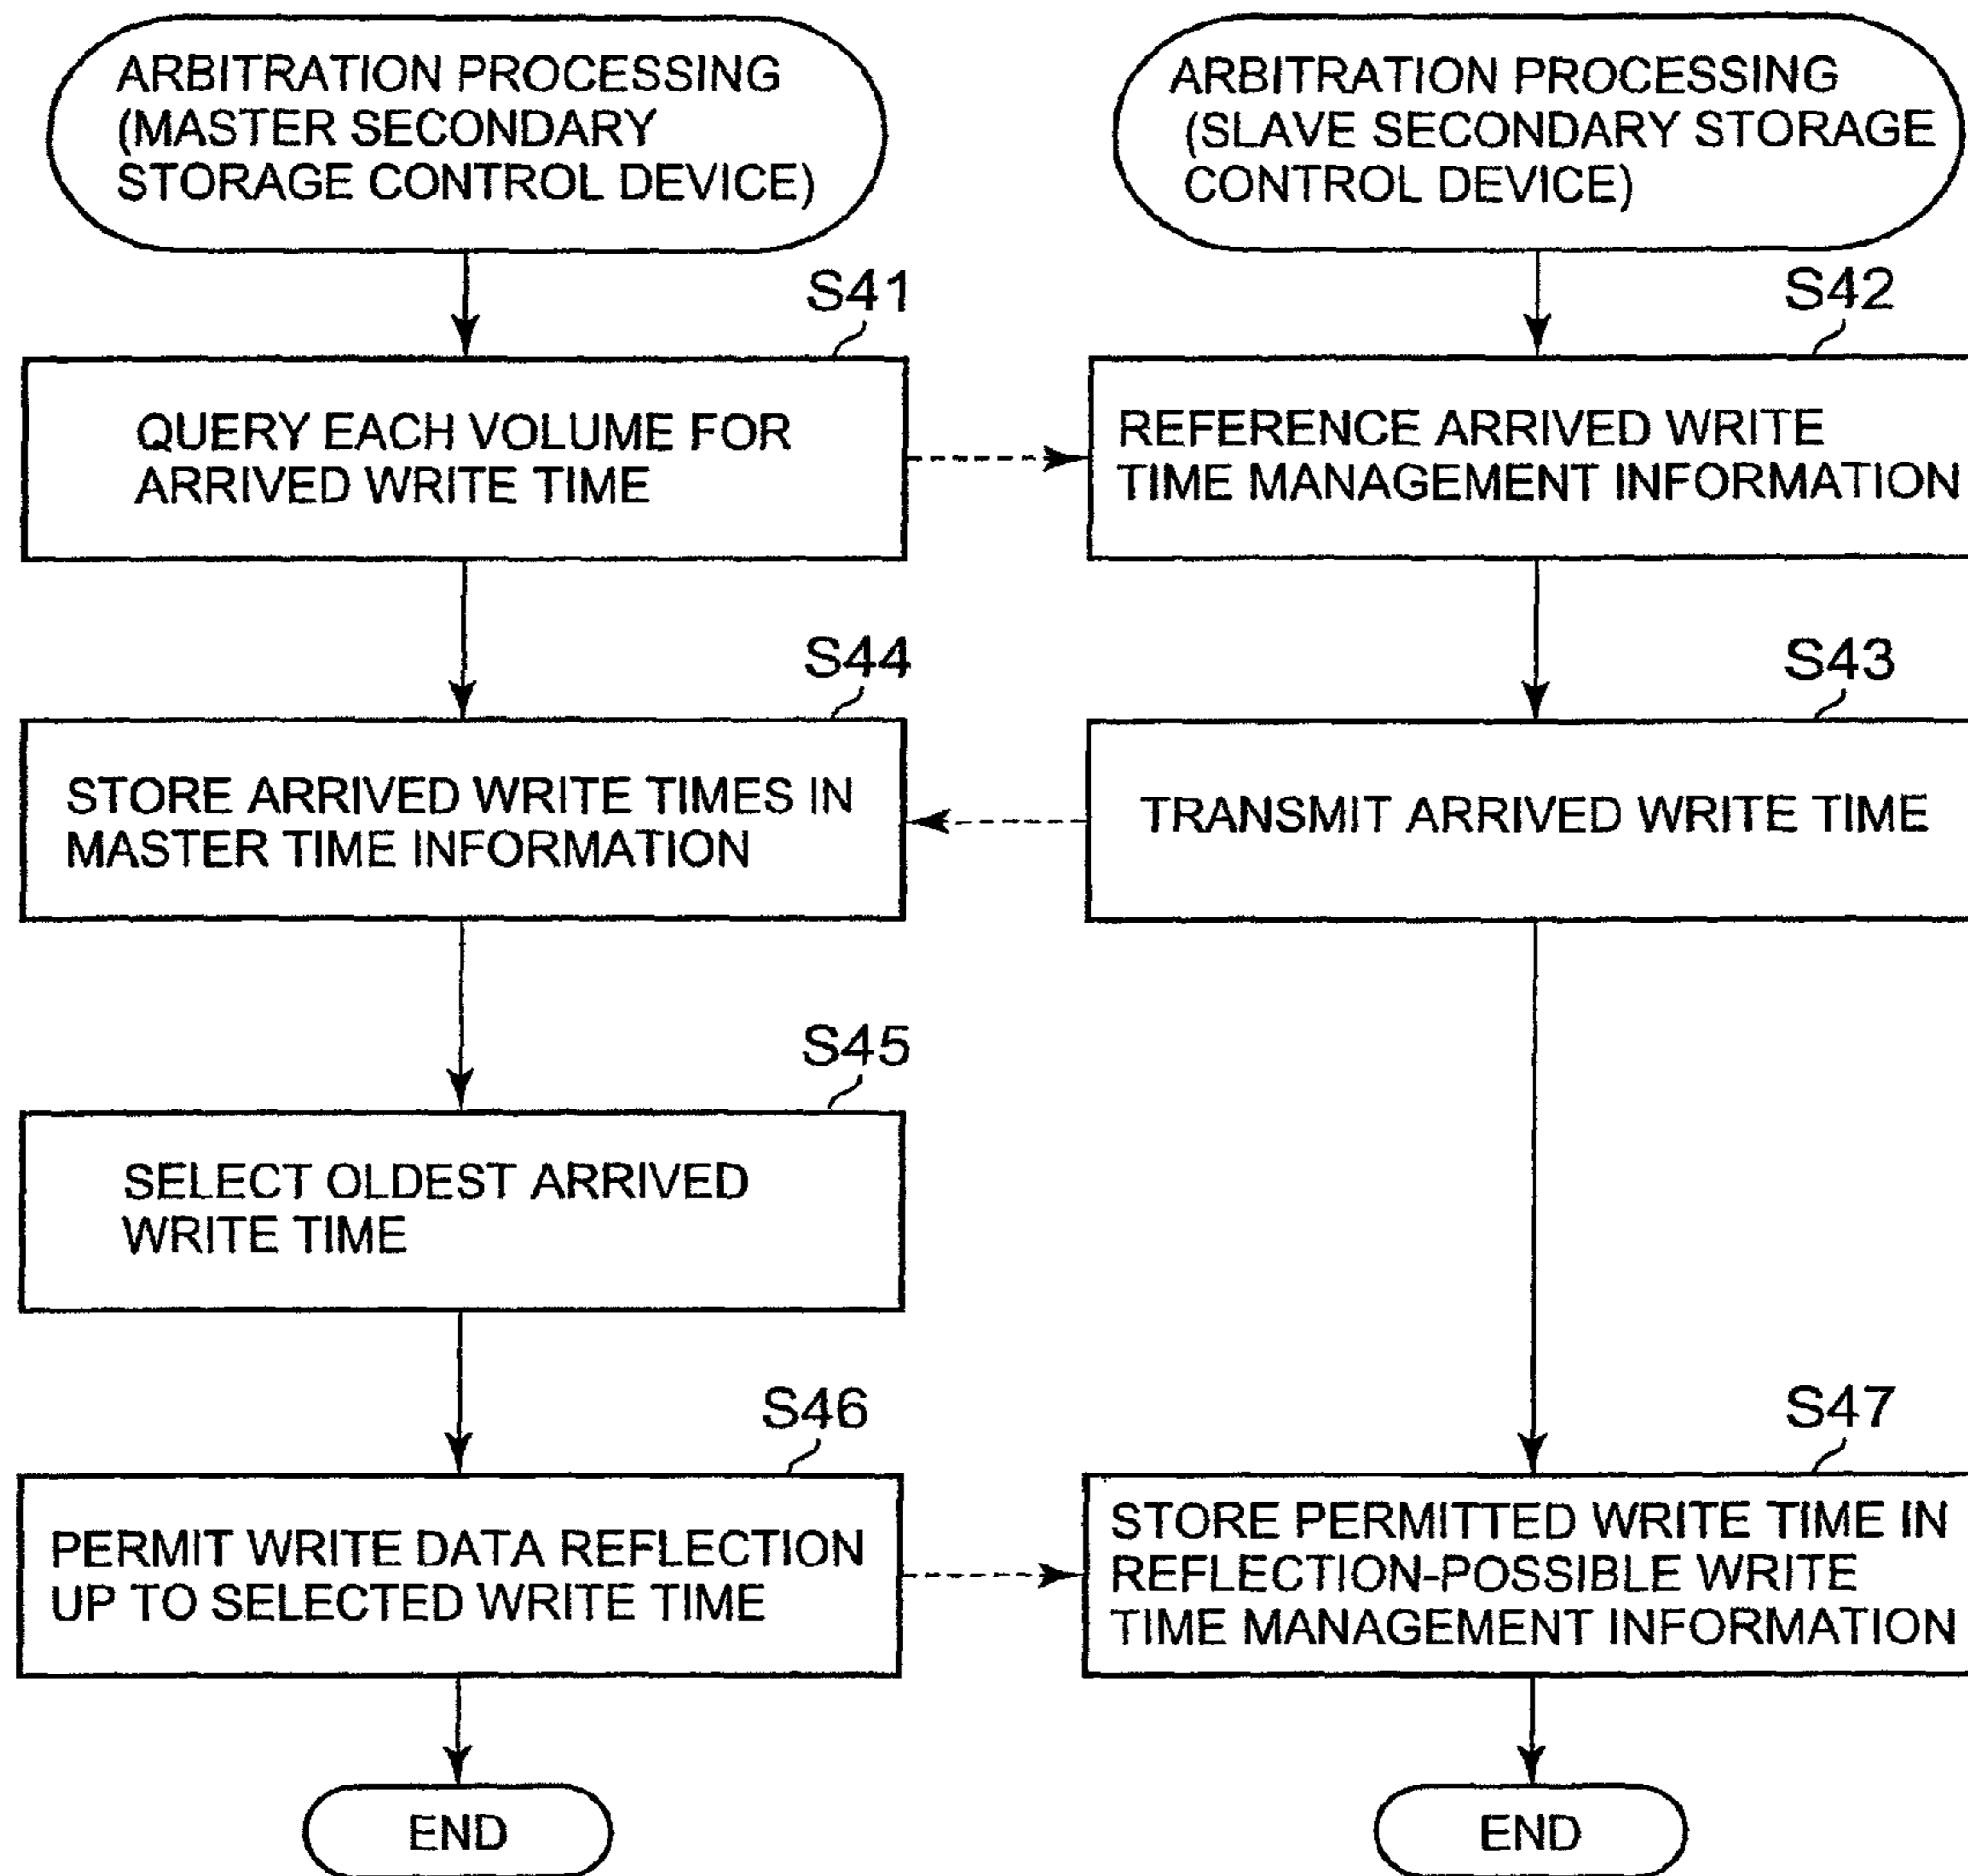 ARBITRATION PROCESSING
(MASTER SECONDARY
STORAGE CONTROL DEVICE)
ARBITRATION PROCESSING
(SLAVE SECONDARY STORAGE
CONTROL DEVICE)
S41
QUERY EACH VOLUME FOR
ARRIVED WRITE TIME
S42
REFERENCE ARRIVED WRITE
TIME MANAGEMENT INFORMATION
S44
STORE ARRIVED WRITE TIMES IN
MASTER TIME INFORMATION
S43
TRANSMIT ARRIVED WRITE TIME
S45
SELECT OLDEST ARRIVED
WRITE TIME
S46
PERMIT WRITE DATA REFLECTION
UP TO SELECTED WRITE TIME
S47
STORE PERMITTED WRITE TIME IN
REFLECTION-POSSIBLE WRITE
TIME MANAGEMENT INFORMATION
END
END